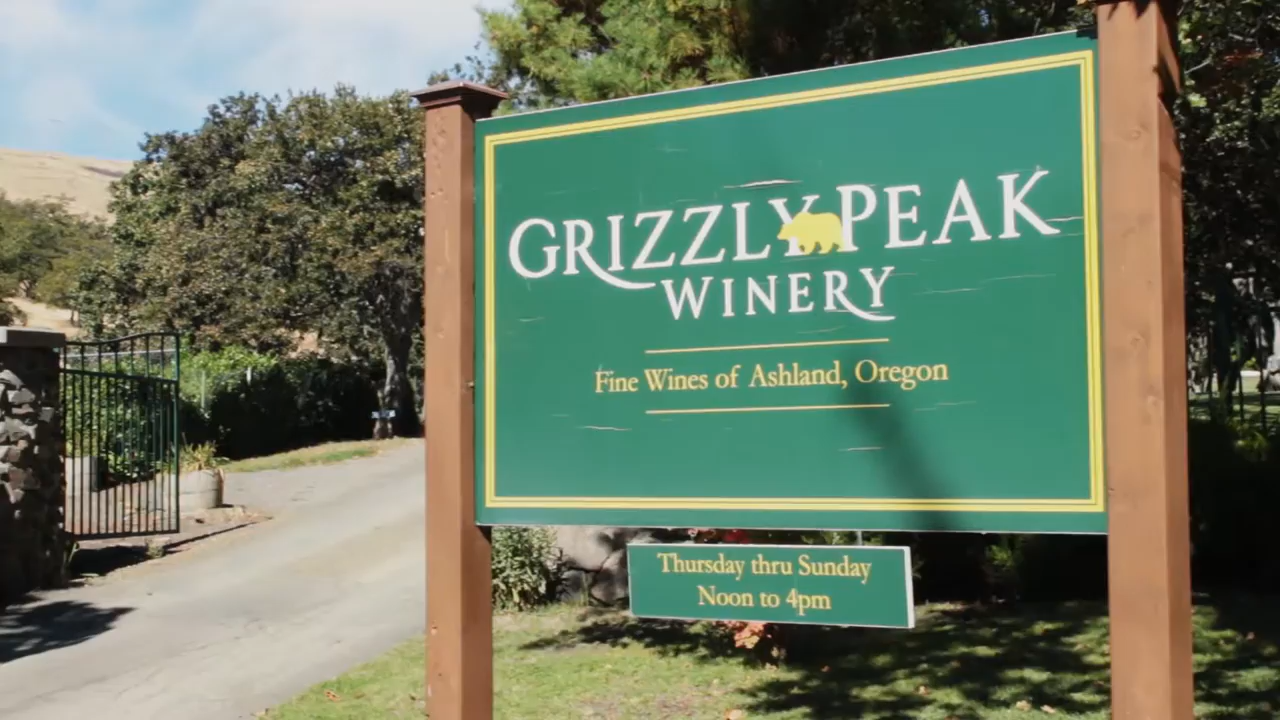 GRIZZLY PEAK
WINERY
Fine Wines of Ashland, Oregon
Thursday thru Sunday
Noon to 4pm